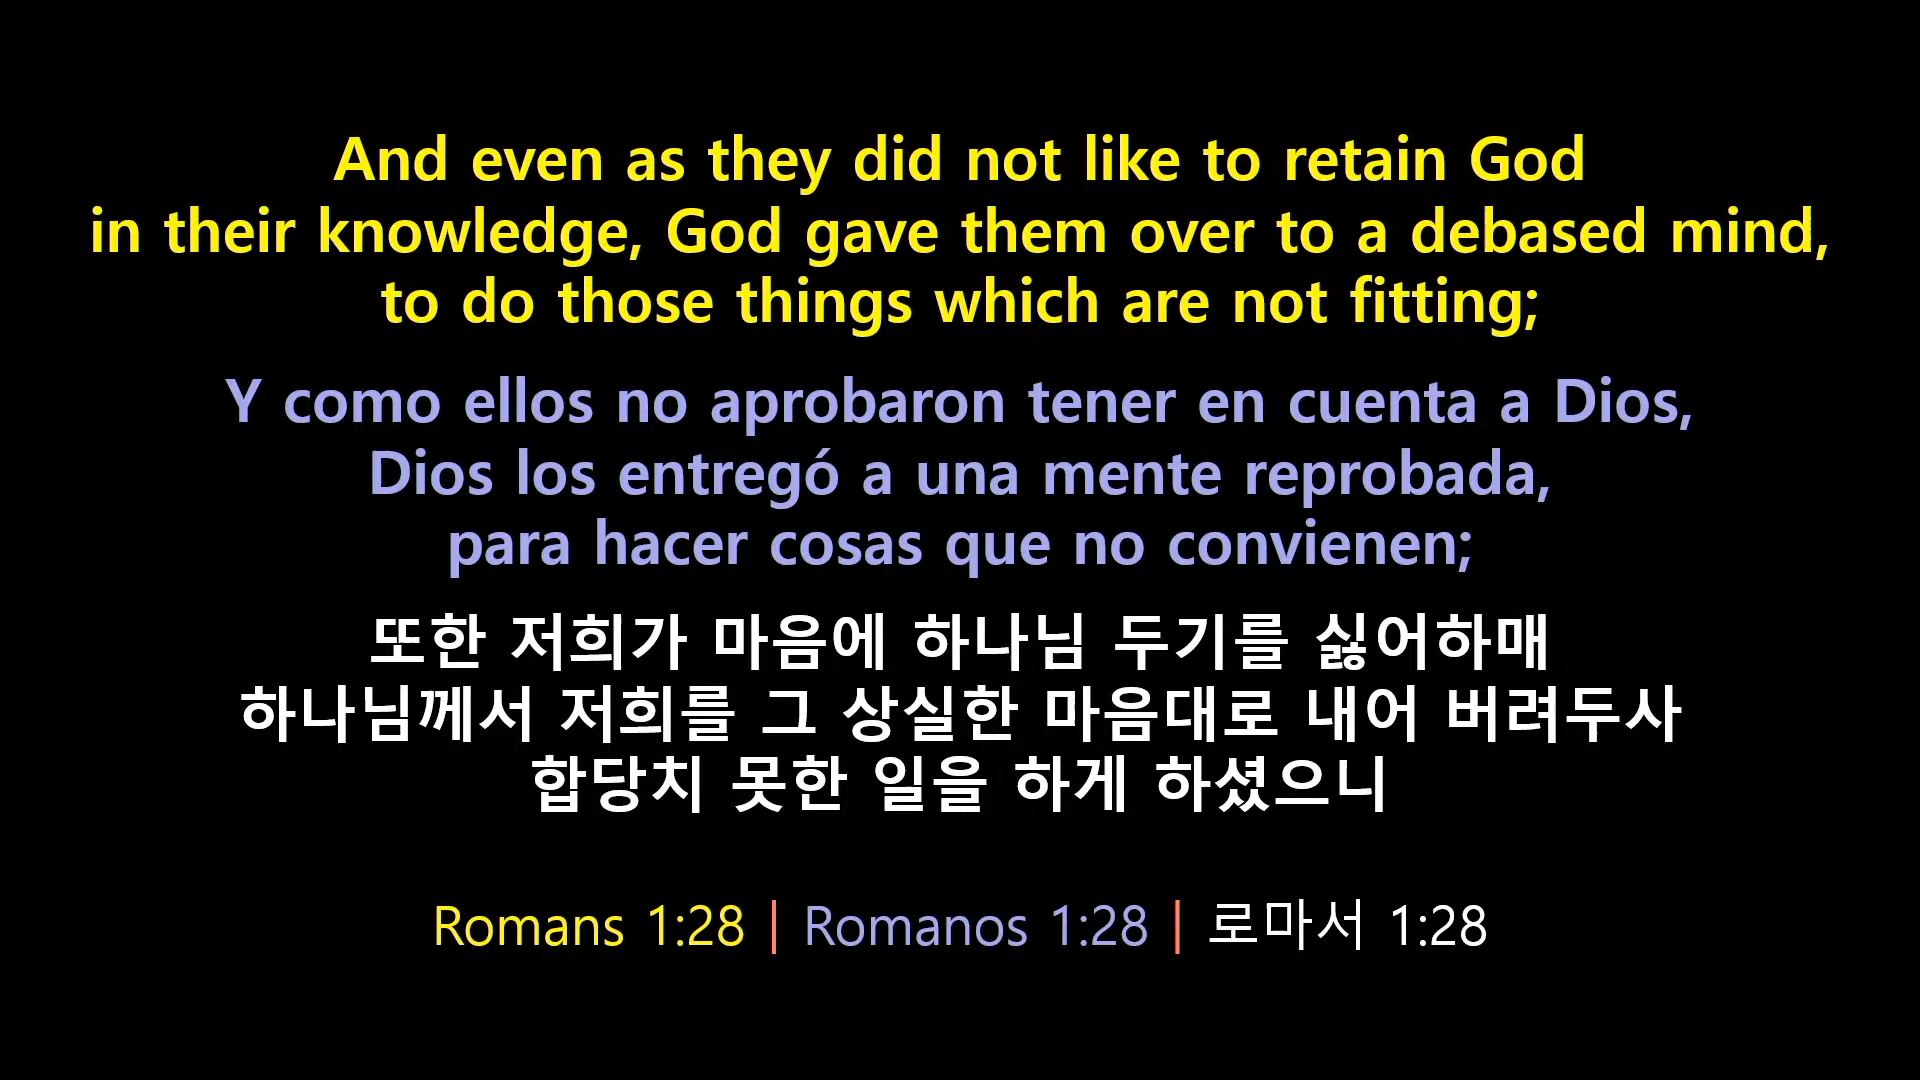 And even as they did not like to retain God
in their knowledge, God gave them over to a debased mind,
to do those things which are not fitting;
Y como ellos no aprobaron tener en cuenta a Dios,
Dios los entregó a una mente reprobada,
para hacer cosas que no convienen;
또한 저희가 마음에 하나님 두기를 싫어하매
하나님께서 저희를 그 상실한 마음대로 내어 버려두사
합당치 못한 일을 하게 하셨으니
Romans 1:28 | Romanos 1:28 | 로마서 1:28